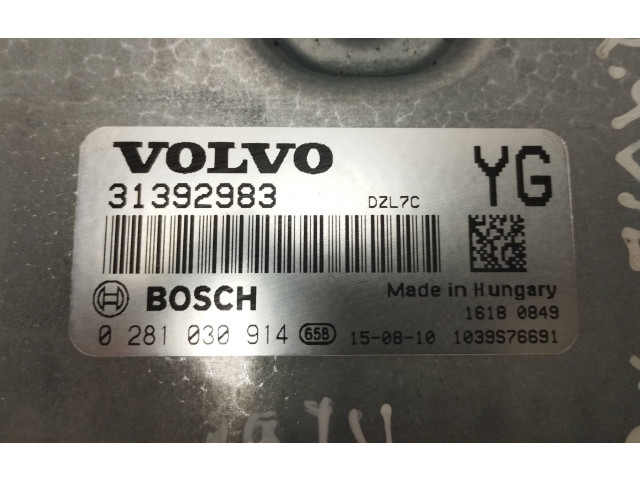 VOLVO
YG
31392983
DZL7C
BOSCH
Made in Hungary
1618 0849
0 281 030 914 658 15-08-10 1039S76691